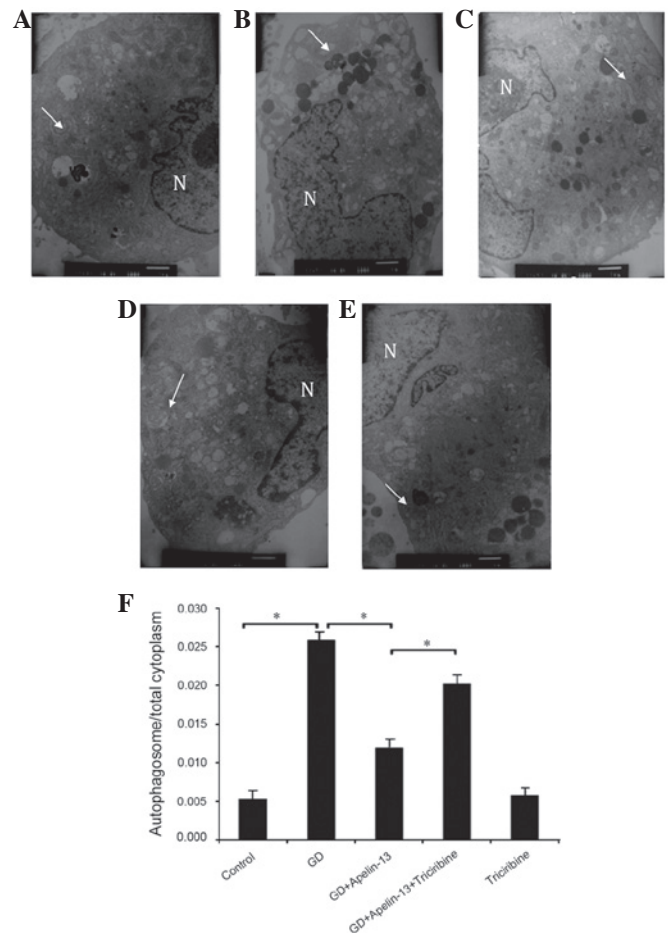 A
B
C
N
N
N
D
E
N
N
F
0.030
0.025
0.020
0.015
0.010
0.005
0.000
Autophagosome/total cytoplasm
* * *
Control
GD
GD+Apelin-13
GD+Apelin-13+Triciribine
Triciribine